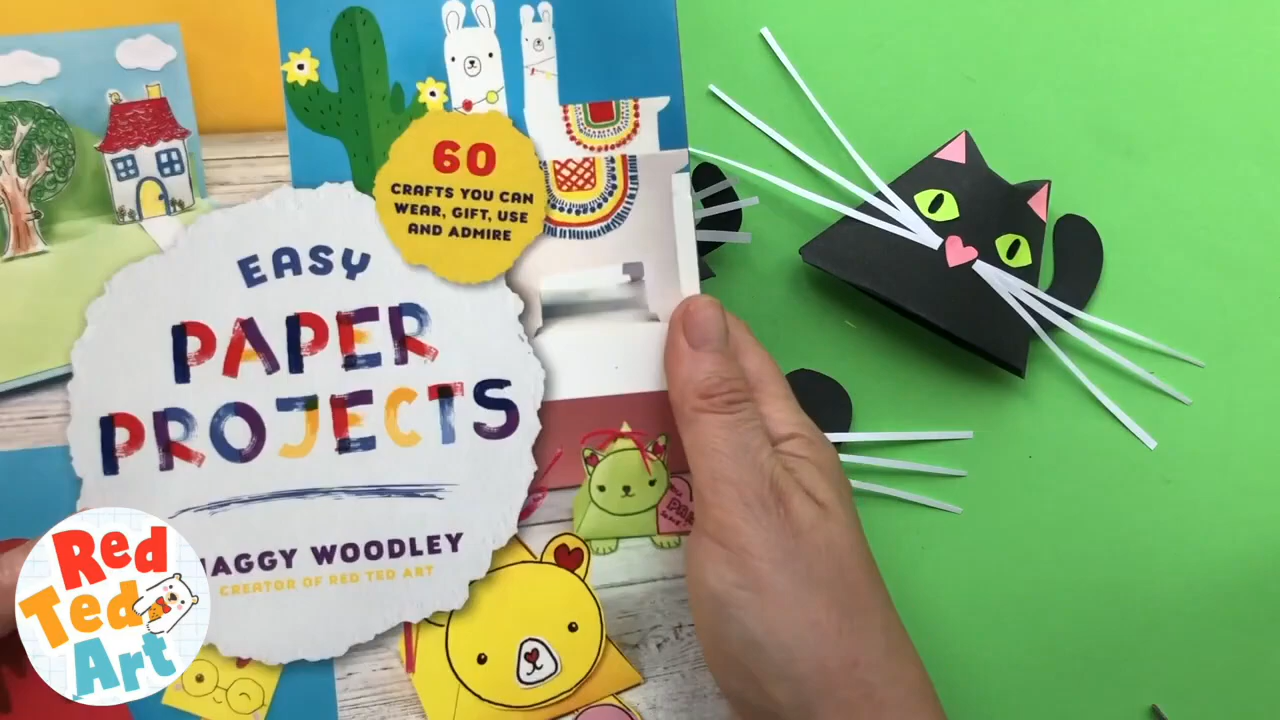 60
CRAFTS YOU CAN
WEAR, GIFT, USE
AND ADMIRE
EASY
PAPER
PROJECTS
MAGGY WOODLEY
CREATOR OF RED TED ART
Red
Ted
Art